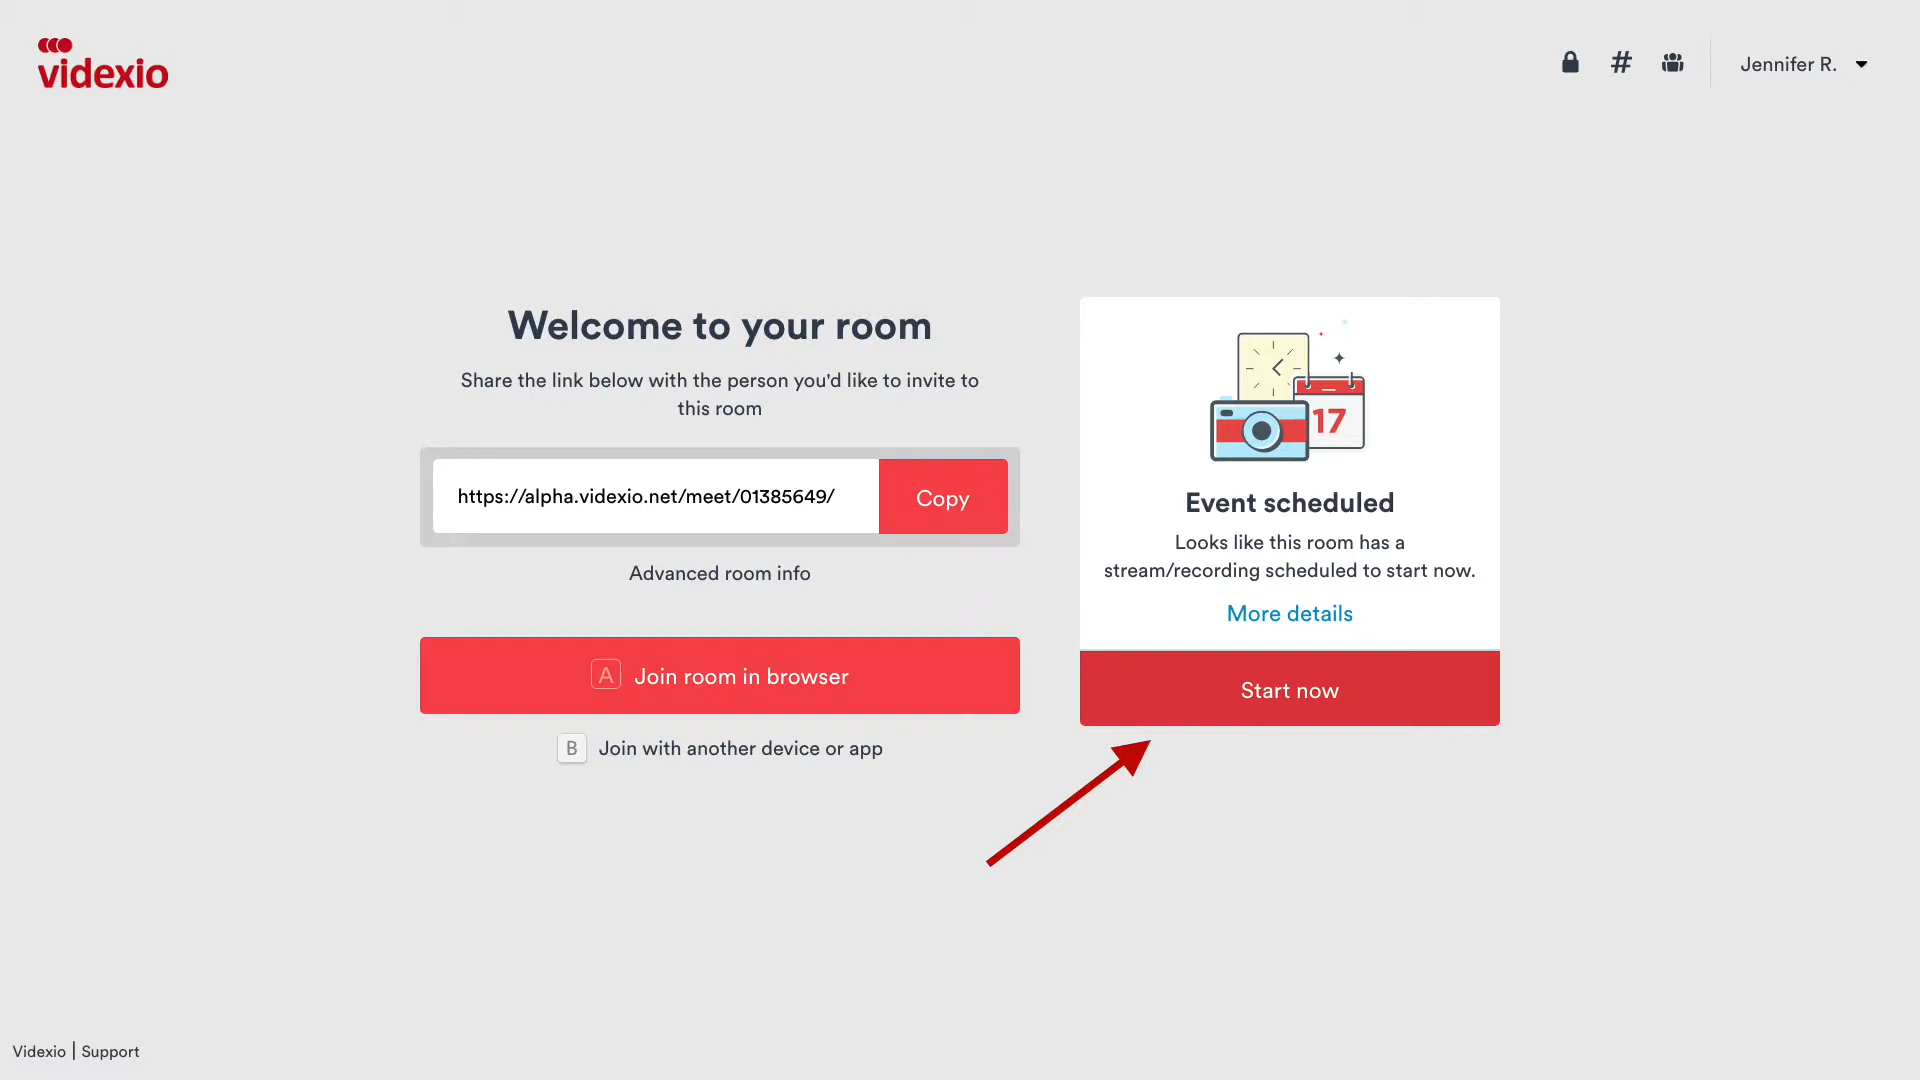 videxio
#
Jennifer R.
Welcome to your room
Share the link below with the person you'd like to invite to
this room
https://alpha.videxio.net/meet/01385649/
Copy
Advanced room info
A Join room in browser
B Join with another device or app
17
Event scheduled
Looks like this room has a
stream/recording scheduled to start now.
More details
Start now
Videxio | Support